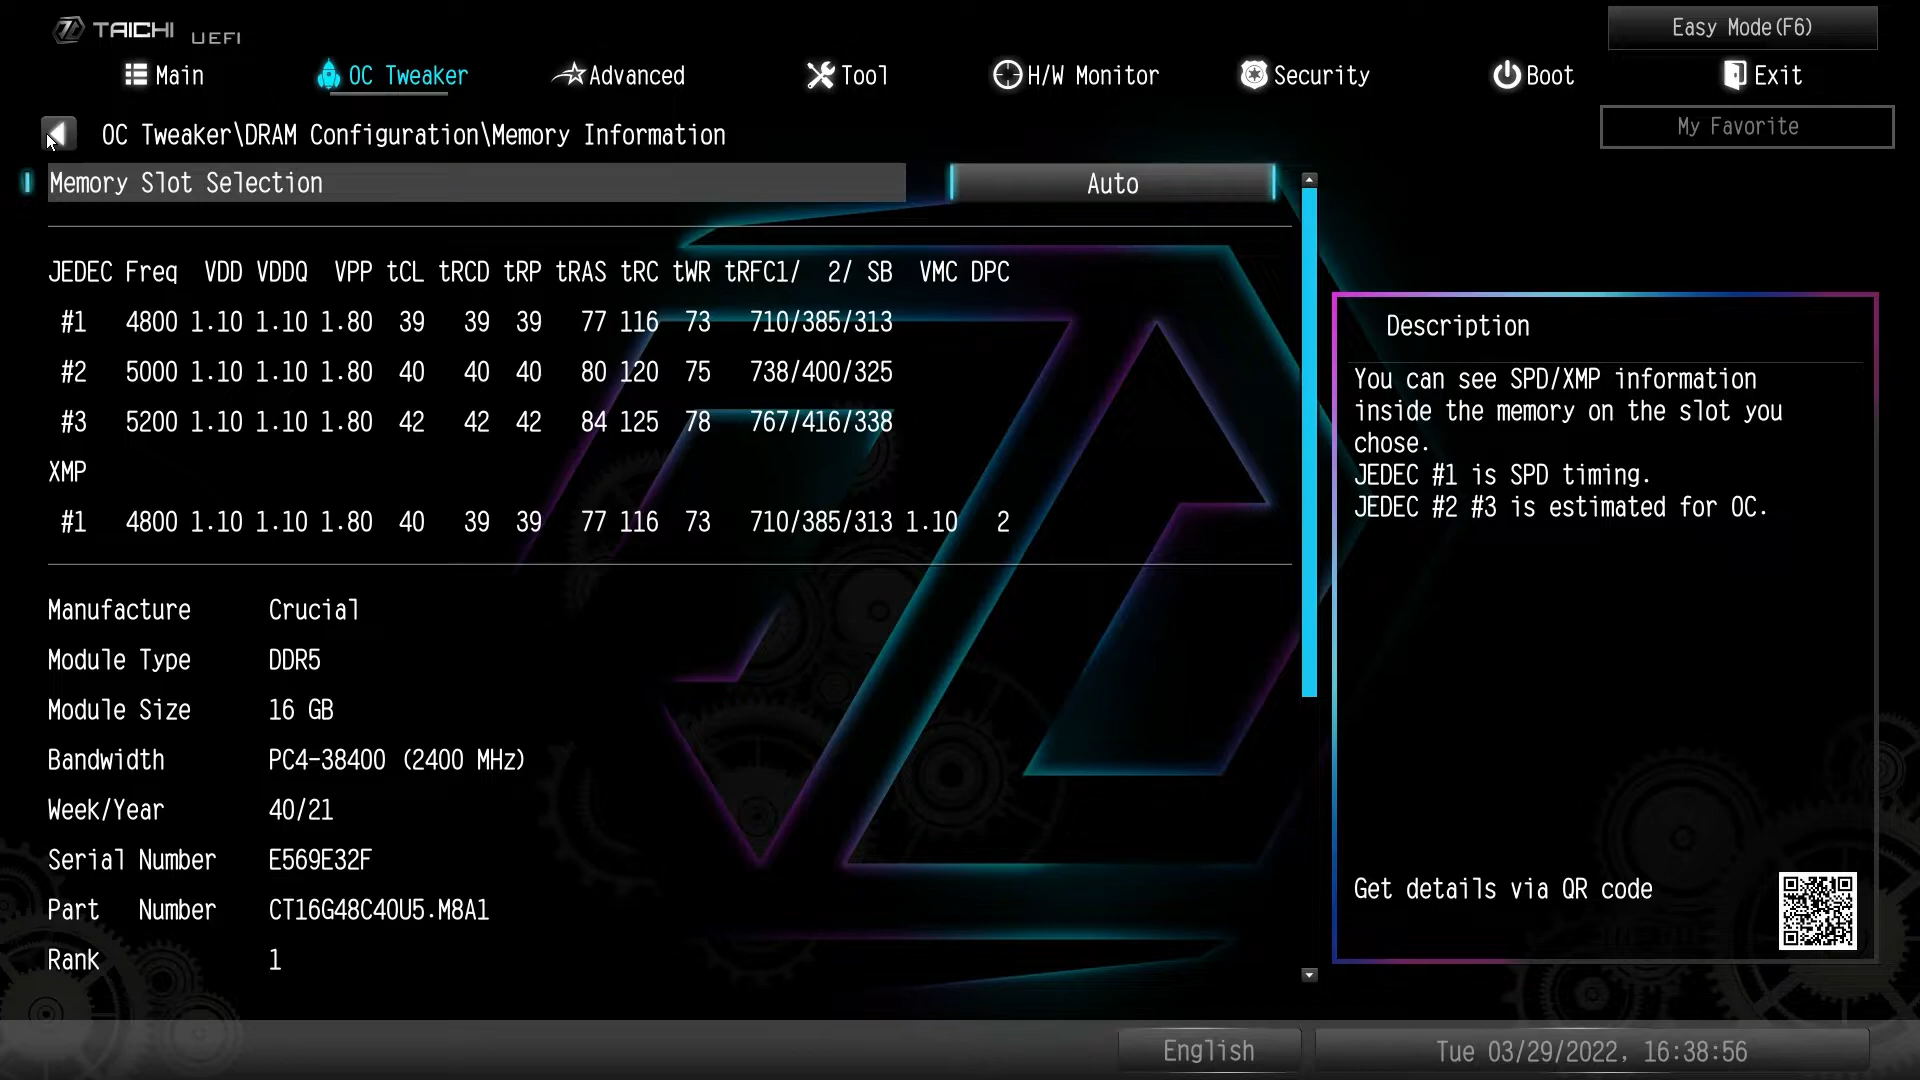 TAICHI UEFI
Easy Mode(F6)
Main OC Tweaker Advanced Tool H/W Monitor Security Boot Exit
OC Tweaker\DRAM Configuration\Memory Information
My Favorite
Memory Slot Selection Auto
JEDEC Freq VDD VDDQ VPP tCL tRCD tRP tRAS tRC tWR tRFC1/ 2/ SB VMC DPC
#1 4800 1.10 1.10 1.80 39 39 39 77 116 73 710/385/313
#2 5000 1.10 1.10 1.80 40 40 40 80 120 75 738/400/325
#3 5200 1.10 1.10 1.80 42 42 42 84 125 78 767/416/338
XMP
#1 4800 1.10 1.10 1.80 40 39 39 77 116 73 710/385/313 1.10 2
Manufacture Crucial
Module Type DDR5
Module Size 16 GB
Bandwidth PC4-38400 (2400 MHz)
Week/Year 40/21
Serial Number E569E32F
Part Number CT16G48C40U5.M8A1
Rank 1
Description
You can see SPD/XMP information
inside the memory on the slot you
chose.
JEDEC #1 is SPD timing.
JEDEC #2 #3 is estimated for OC.
Get details via QR code
English
Tue 03/29/2022, 16:38:56